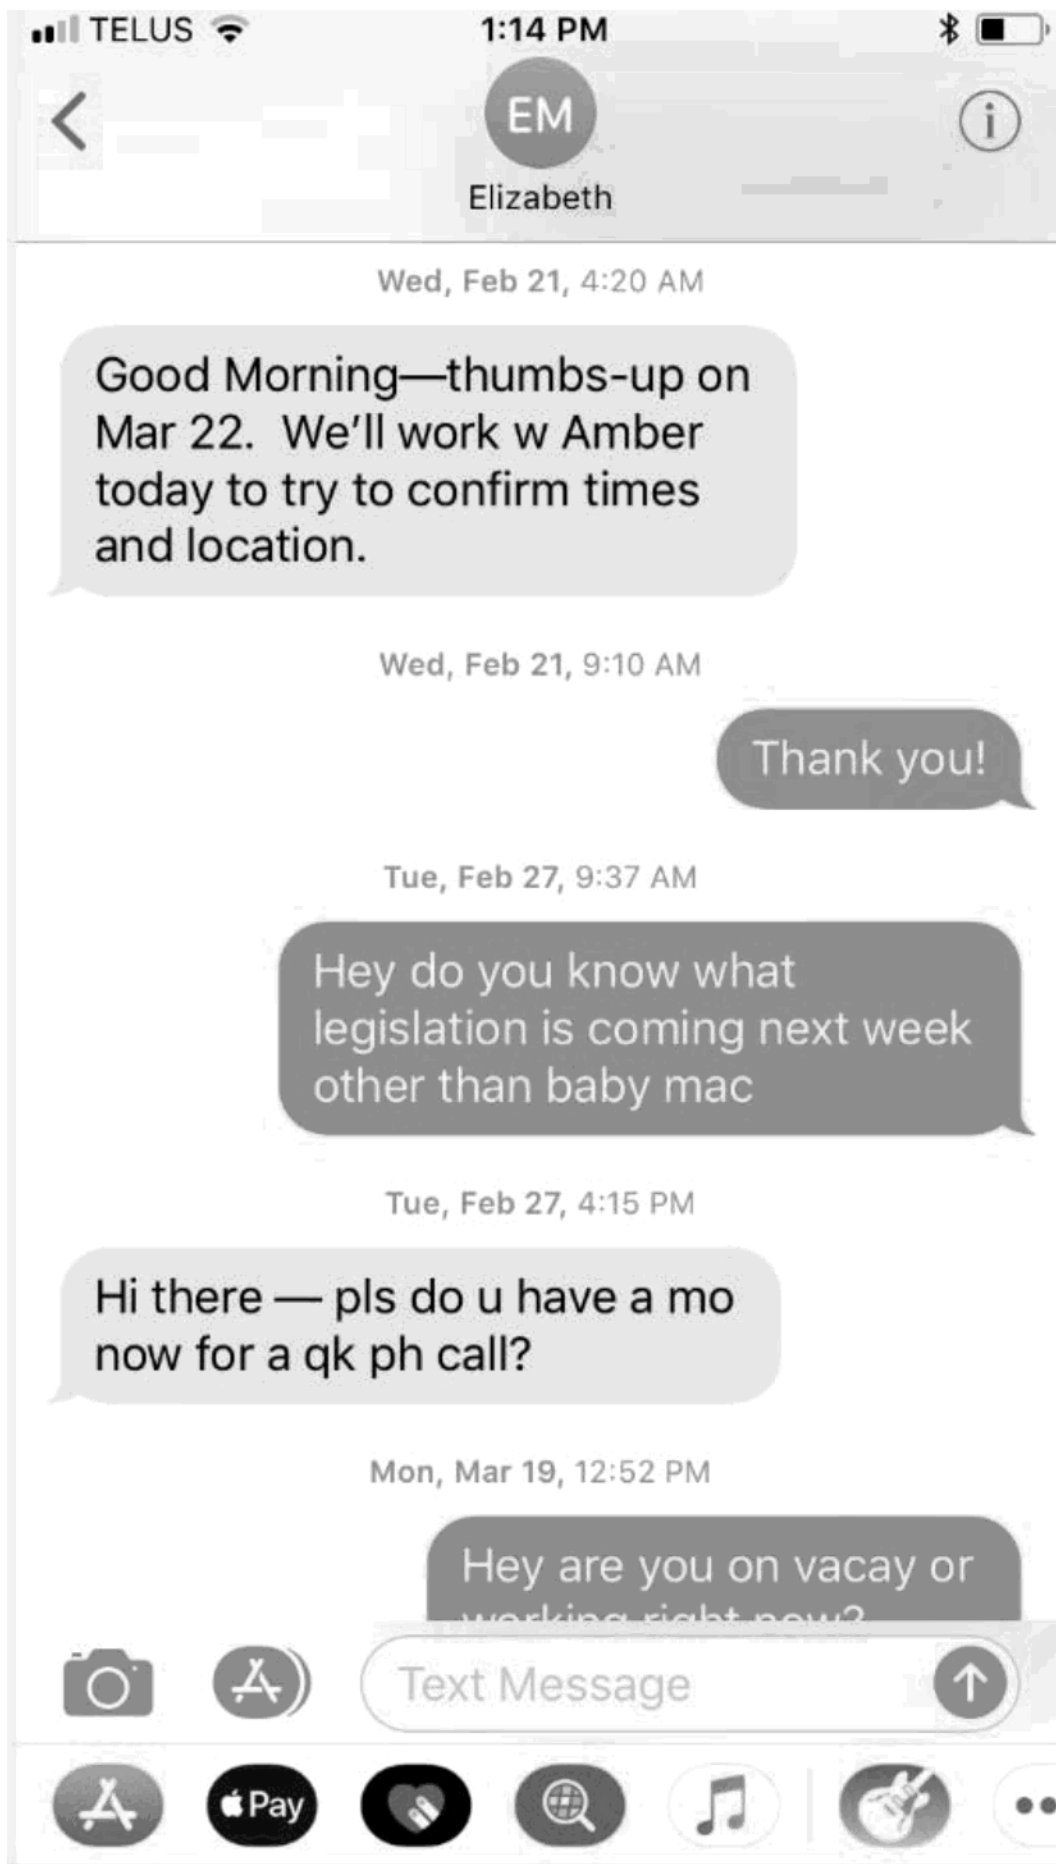 TELUS 1:14 PM
EM
Elizabeth
Wed, Feb 21, 4:20 AM
Good Morning—thumbs-up on
Mar 22.  We'll work w Amber
today to try to confirm times
and location.
Wed, Feb 21, 9:10 AM
Thank you!
Tue, Feb 27, 9:37 AM
Hey do you know what
legislation is coming next week
other than baby mac
Tue, Feb 27, 4:15 PM
Hi there — pls do u have a mo
now for a qk ph call?
Mon, Mar 19, 12:52 PM
Hey are you on vacay or
working right now?
Text Message
Pay